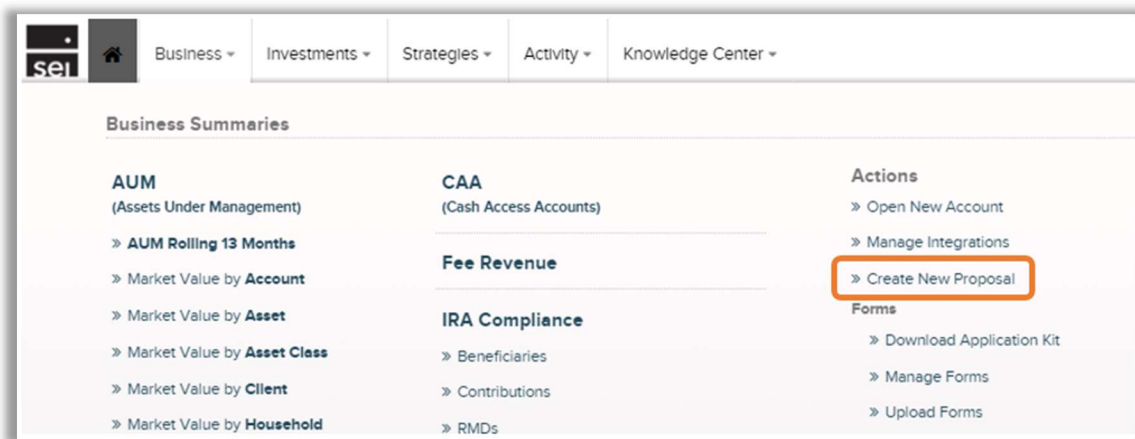 sei
Business
Investments
Strategies
Activity
Knowledge Center
Business Summaries
AUM
(Assets Under Management)
» AUM Rolling 13 Months
» Market Value by Account
» Market Value by Asset
» Market Value by Asset Class
» Market Value by Client
» Market Value by Household
CAA
(Cash Access Accounts)
Fee Revenue
IRA Compliance
» Beneficiaries
» Contributions
» RMDs
Actions
» Open New Account
» Manage Integrations
» Create New Proposal
Forms
» Download Application Kit
» Manage Forms
» Upload Forms